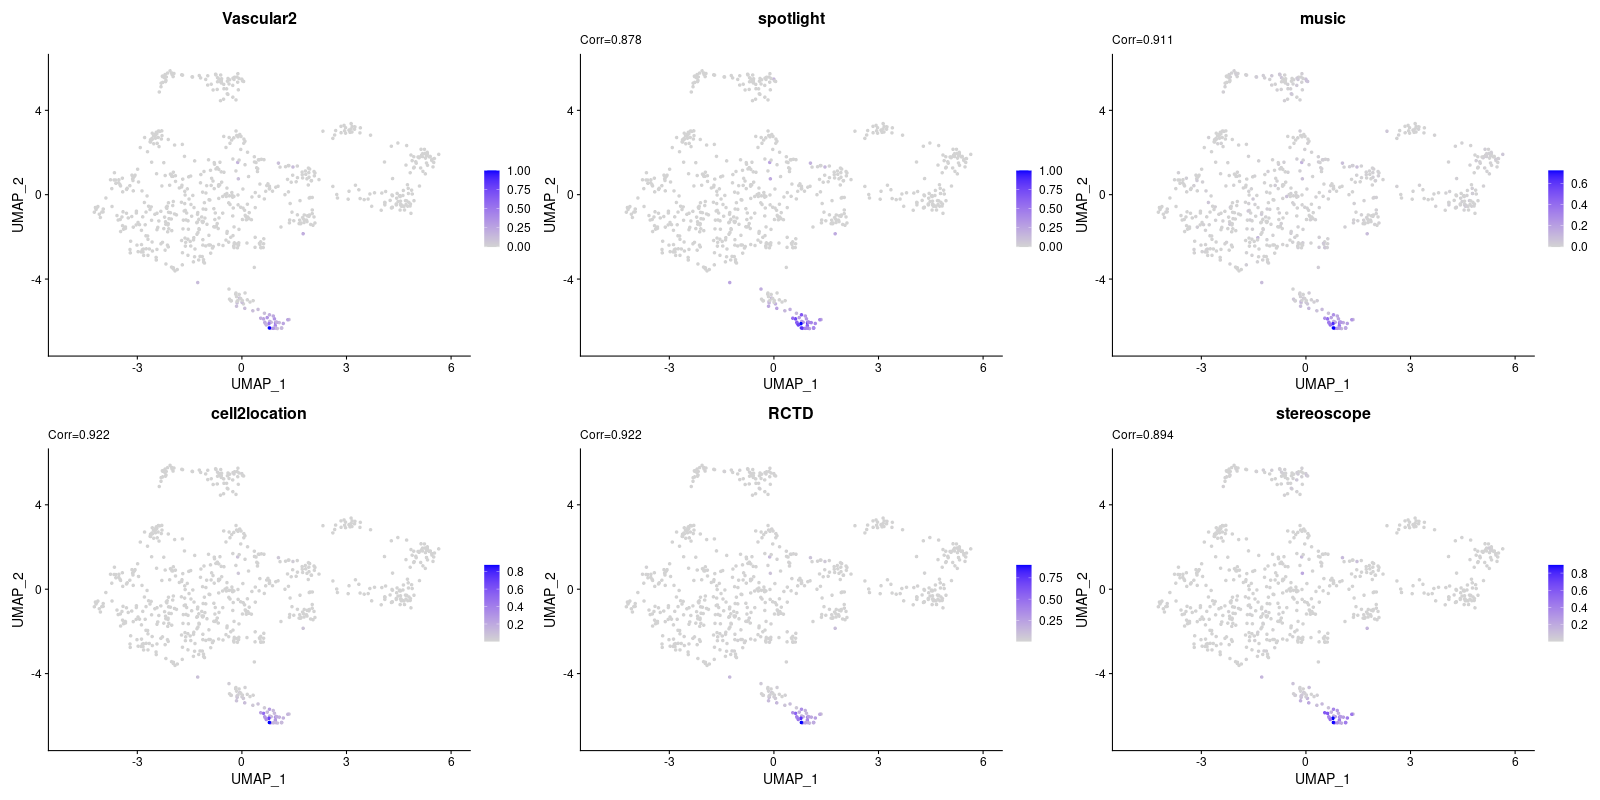 Vascular2
4
0
-4
UMAP_2
-3
0
3
6
UMAP_1
1.00
0.75
0.50
0.25
0.00
spotlight
Corr=0.878
4
0
-4
UMAP_2
-3
0
3
6
UMAP_1
1.00
0.75
0.50
0.25
0.00
music
Corr=0.911
4
0
-4
UMAP_2
-3
0
3
6
UMAP_1
0.6
0.4
0.2
0.0
cell2location
Corr=0.922
4
0
-4
UMAP_2
-3
0
3
6
UMAP_1
0.8
0.6
0.4
0.2
RCTD
Corr=0.922
4
0
-4
UMAP_2
-3
0
3
6
UMAP_1
0.75
0.50
0.25
stereoscope
Corr=0.894
4
0
-4
UMAP_2
-3
0
3
6
UMAP_1
0.8
0.6
0.4
0.2